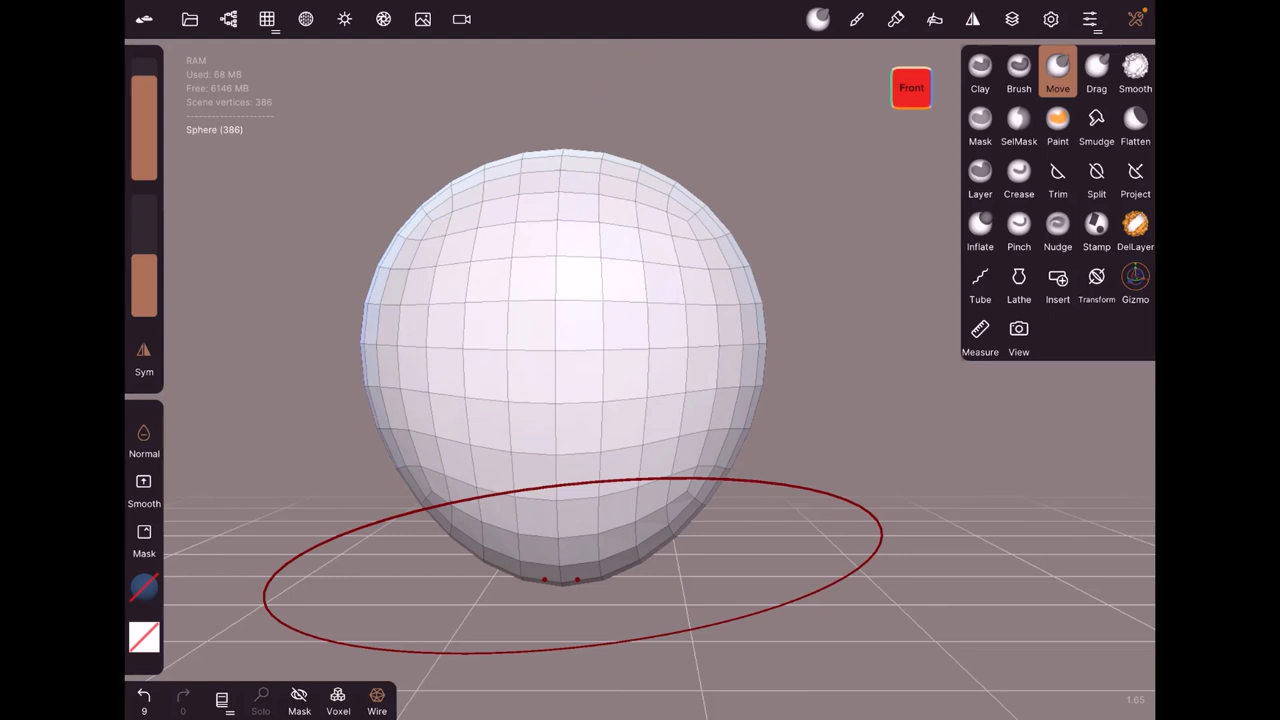 RAM
Used: 68 MB
Free: 6146 MB
Scene vertices: 386
--------------------
Sphere (386)
Front
Clay Brush Move Drag Smooth
Mask SelMask Paint Smudge Flatten
Layer Crease Trim Split Project
Inflate Pinch Nudge Stamp DelLayer
Tube Lathe Insert Transform Gizmo
Measure View
Sym
Normal
Smooth
Mask
9 0 Solo Mask Voxel Wire
1.65